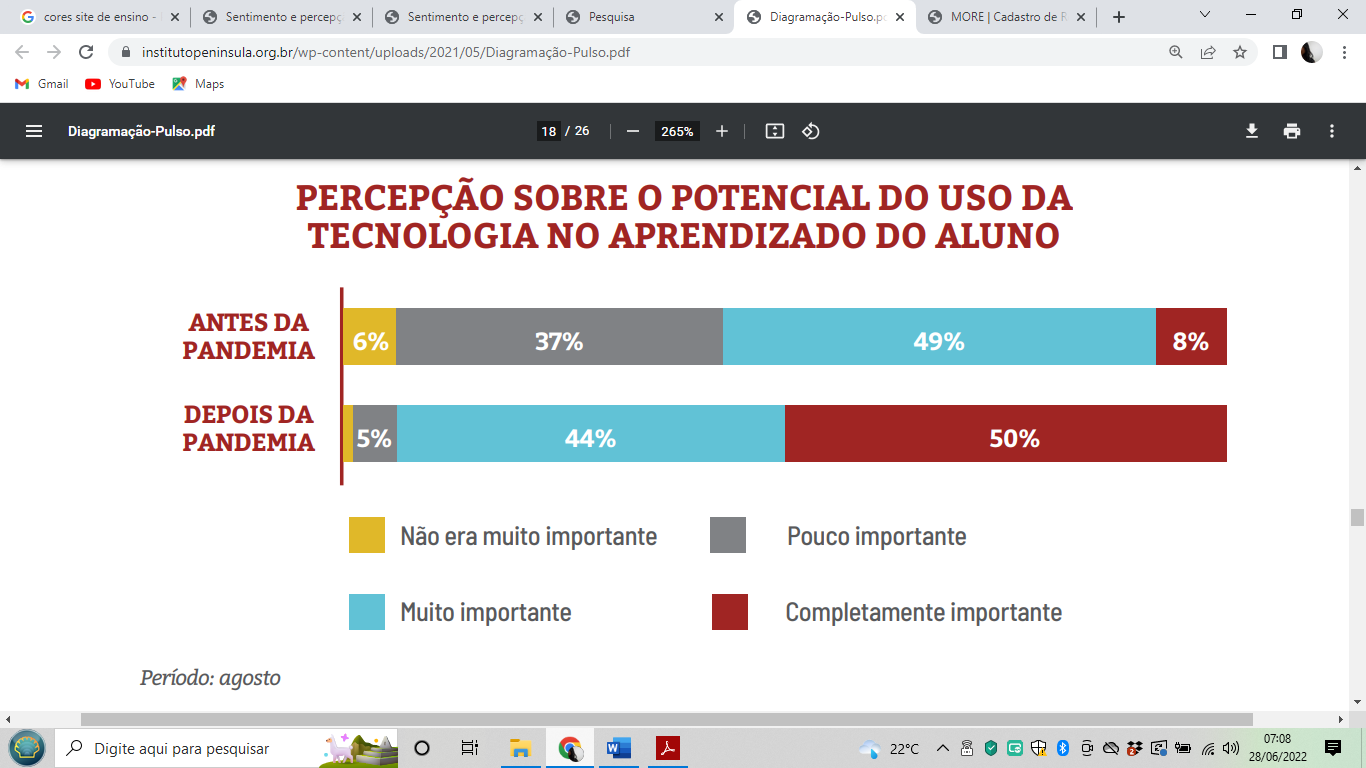 cores site de ensino -
Sentimento e percepç
Sentimento e percepç
Pesquisa
Diagramação-Pulso.pd
MORE | Cadastro de R
institutopeninsula.org.br/wp-content/uploads/2021/05/Diagramação-Pulso.pdf
Gmail
YouTube
Maps
Diagramação-Pulso.pdf
18 / 26
265%
PERCEPÇÃO SOBRE O POTENCIAL DO USO DA
TECNOLOGIA NO APRENDIZADO DO ALUNO
ANTES DA
PANDEMIA
6%
37%
49%
8%
DEPOIS DA
PANDEMIA
5%
44%
50%
Não era muito importante
Pouco importante
Muito importante
Completamente importante
Período: agosto
Digite aqui para pesquisar
22°C
07:08
28/06/2022